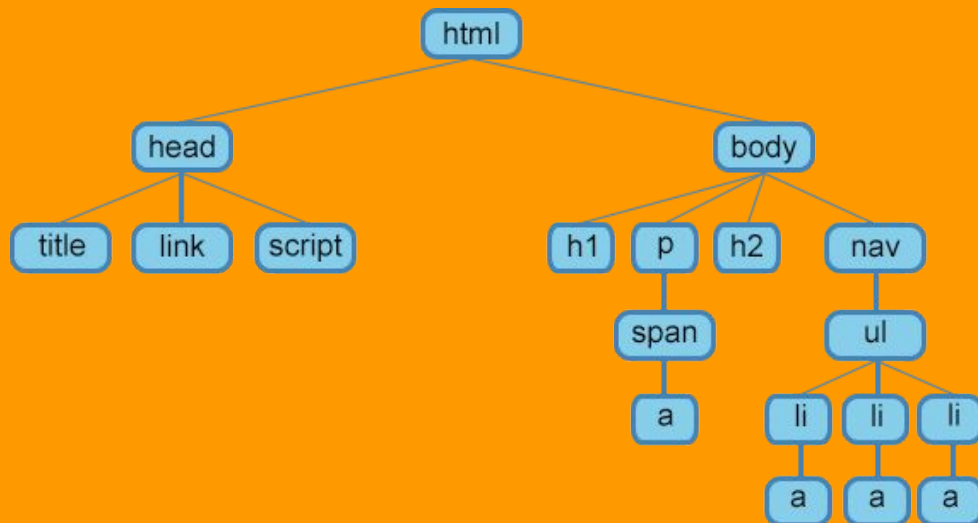 html
head body
title link script h1 p h2 nav
span ul
a li li li
a a a